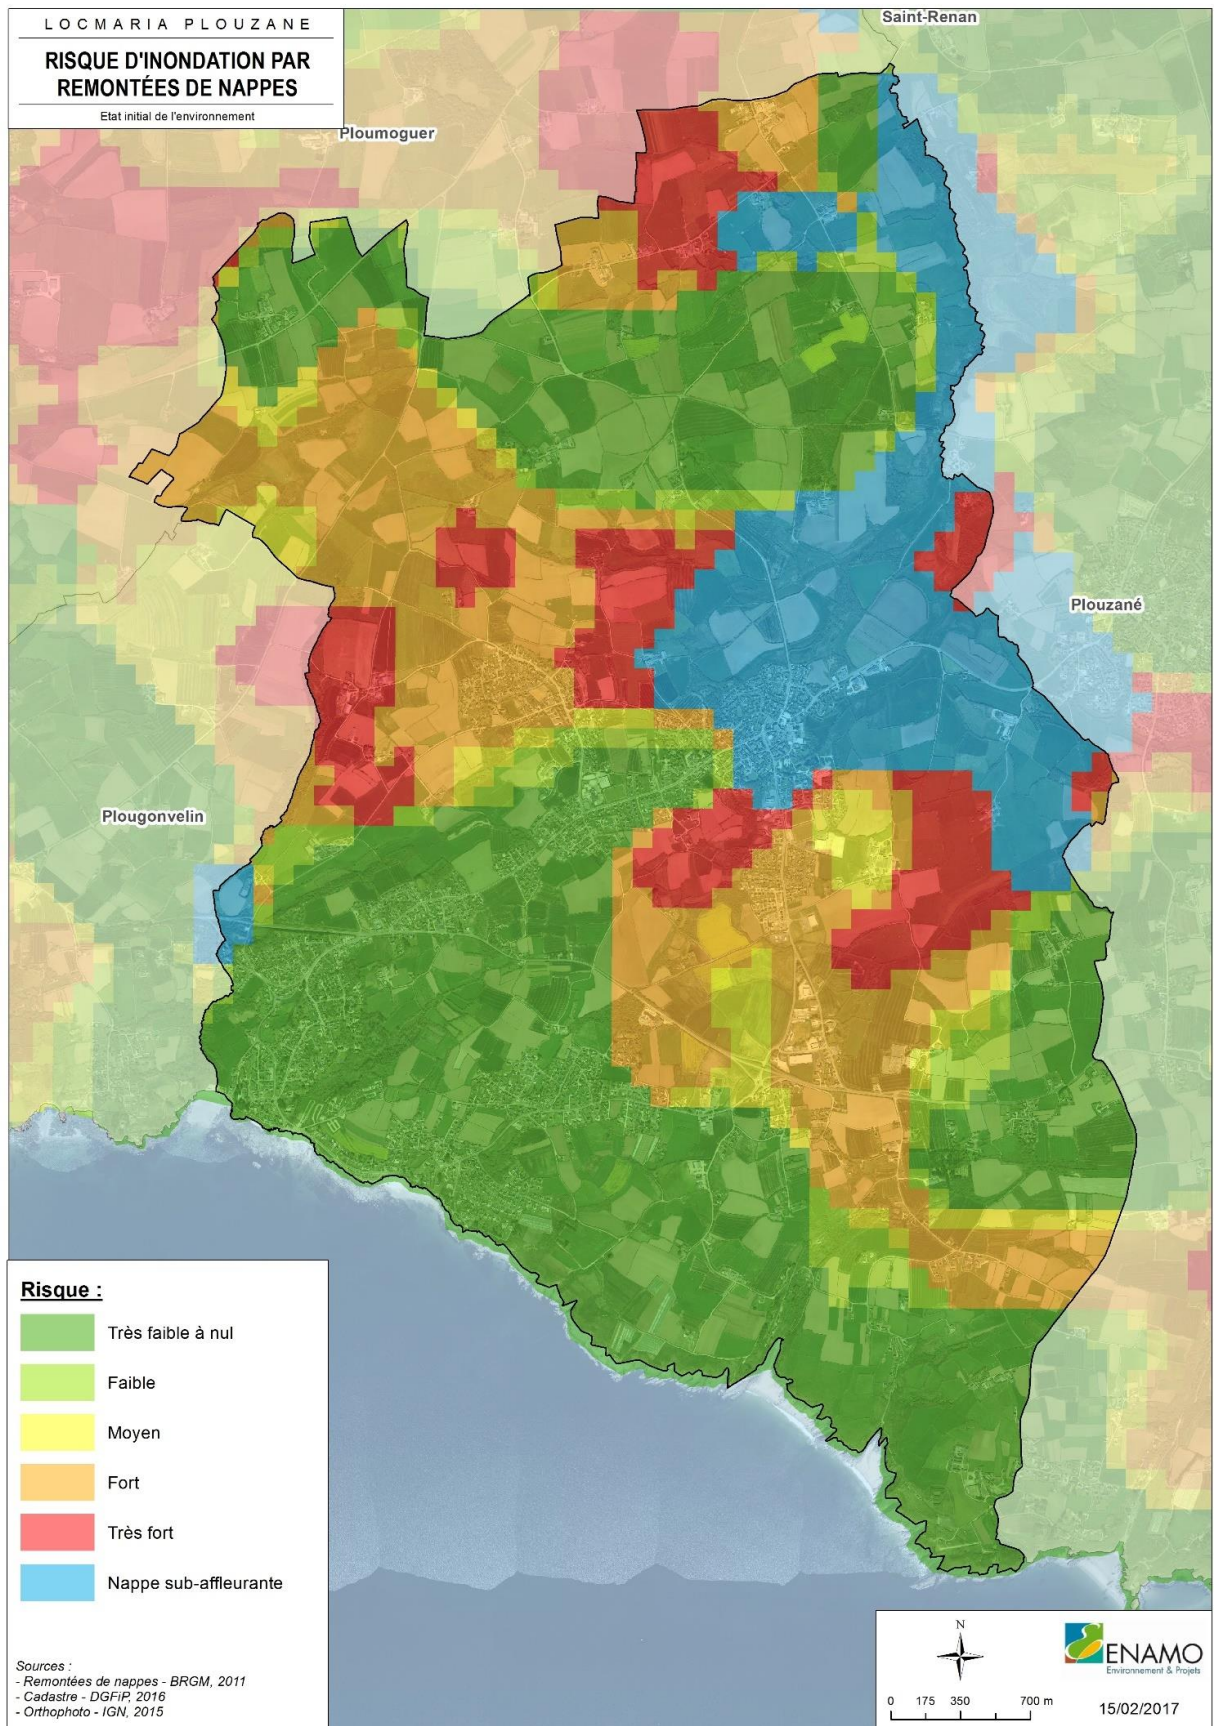 LOCMARIA PLOUZANE
RISQUE D'INONDATION PAR
REMONTÉES DE NAPPES
Etat initial de l'environnement
Saint-Renan
Ploumoguer
Plouzané
Plougonvelin
Risque :
Très faible à nul
Faible
Moyen
Fort
Très fort
Nappe sub-affleurante
Sources :
- Remontées de nappes - BRGM, 2011
- Cadastre - DGFiP, 2016
- Orthophoto - IGN, 2015
N
0 175 350 700 m
ENAMO
Environnement & Projets
15/02/2017